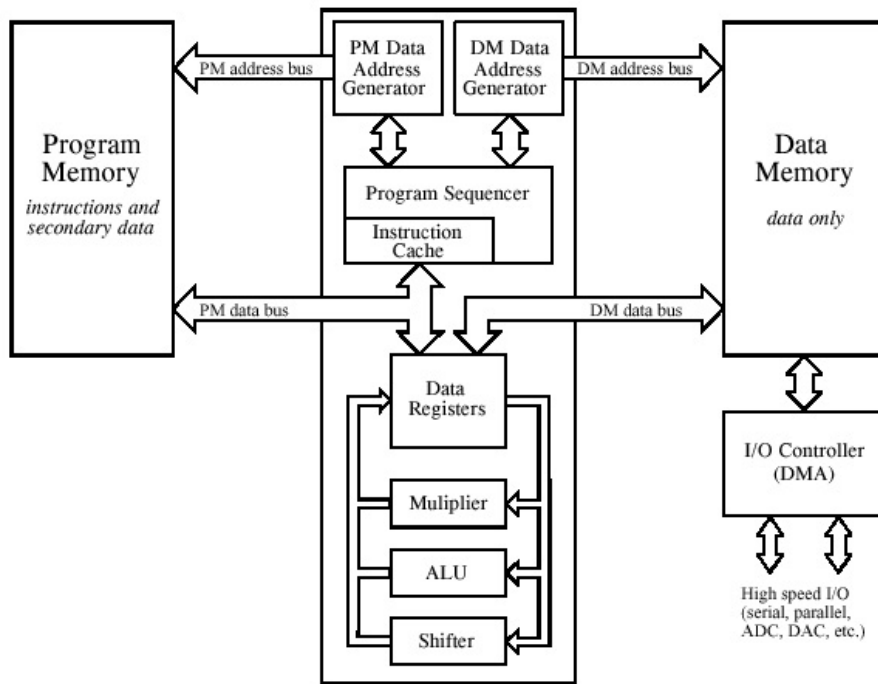 PM Data
Address
Generator
DM Data
Address
Generator
PM address bus
DM address bus
Program
Memory
instructions and
secondary data
Program Sequencer
Instruction
Cache
Data
Memory
data only
PM data bus
DM data bus
Data
Registers
Muliplier
ALU
Shifter
I/O Controller
(DMA)
High speed I/O
(serial, parallel,
ADC, DAC, etc.)